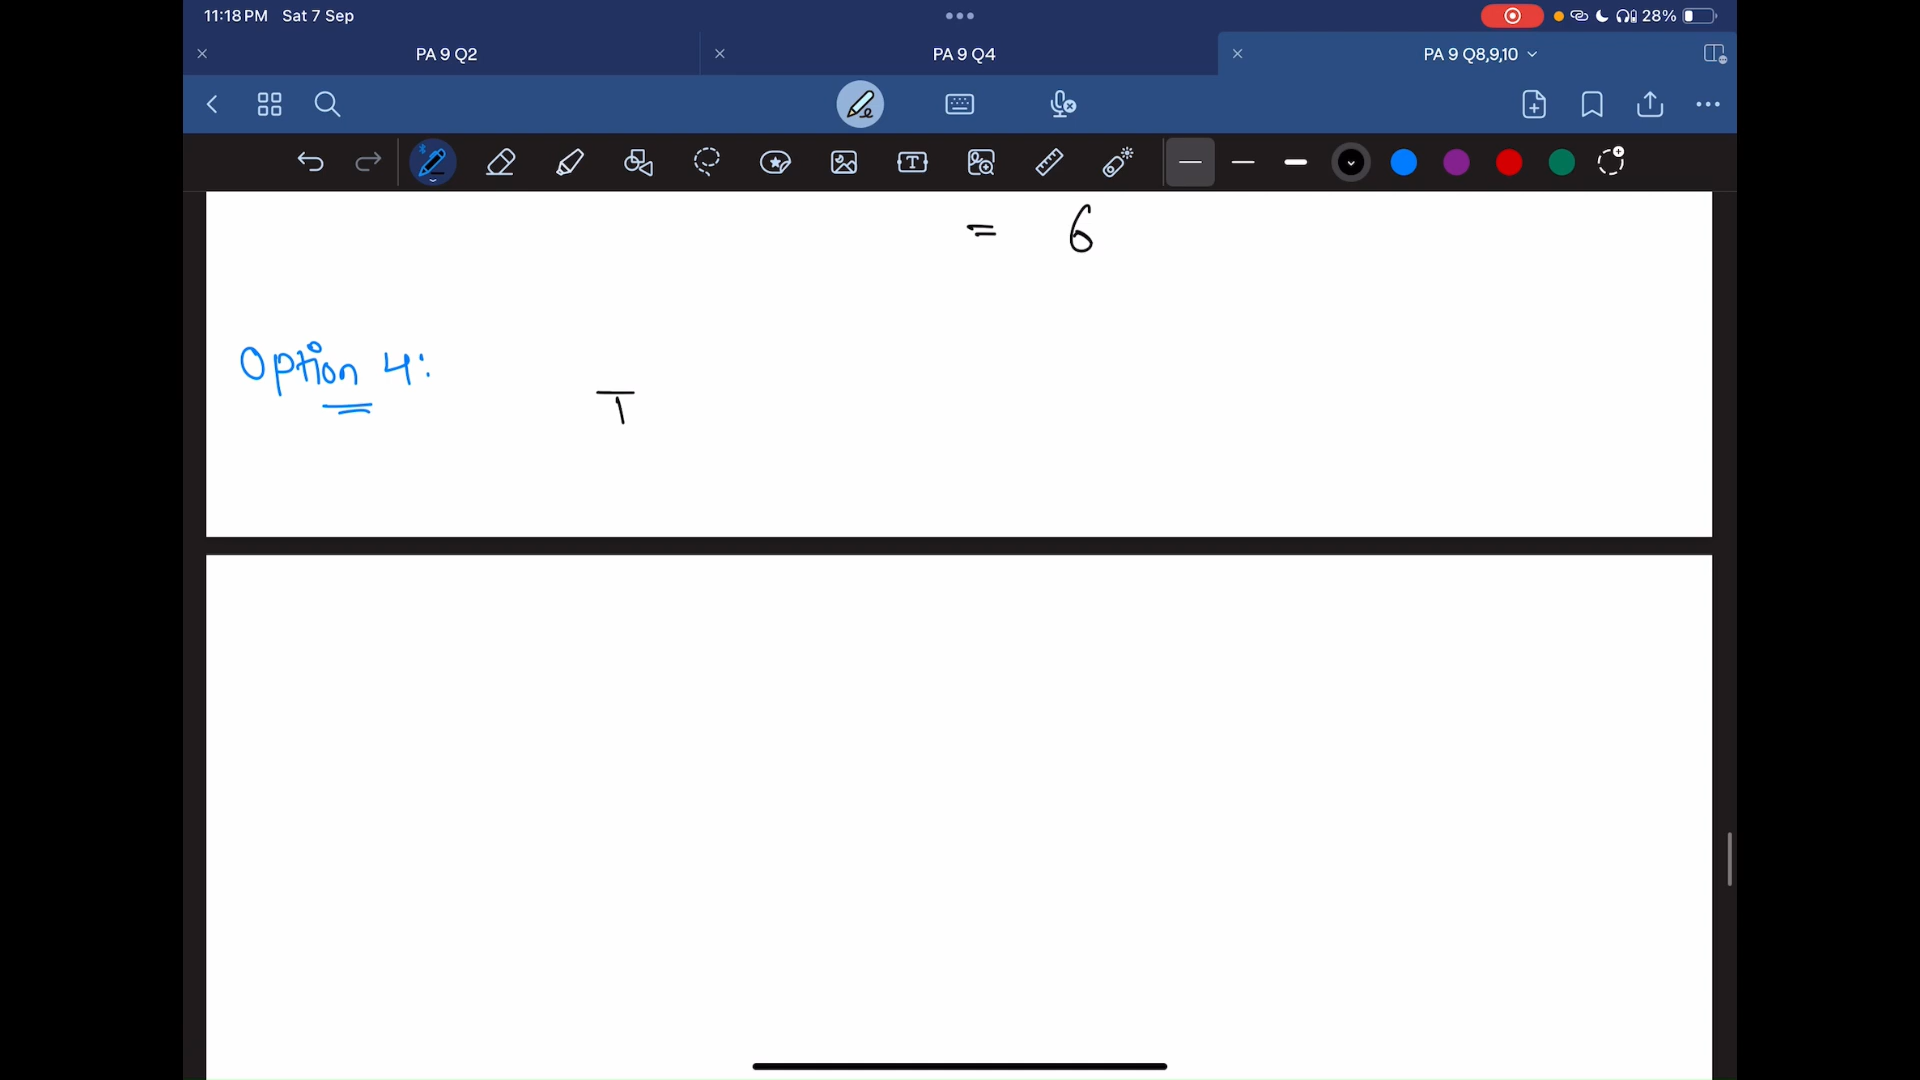 11:18 PM Sat 7 Sep 28%
PA 9 Q2 PA 9 Q4 PA 9 Q8,9,10
= 6
Option 4:
T